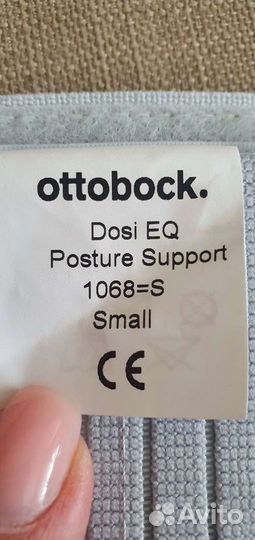 ottobock.
Dosi EQ
Posture Support
1068=S
Small
CE
Avito